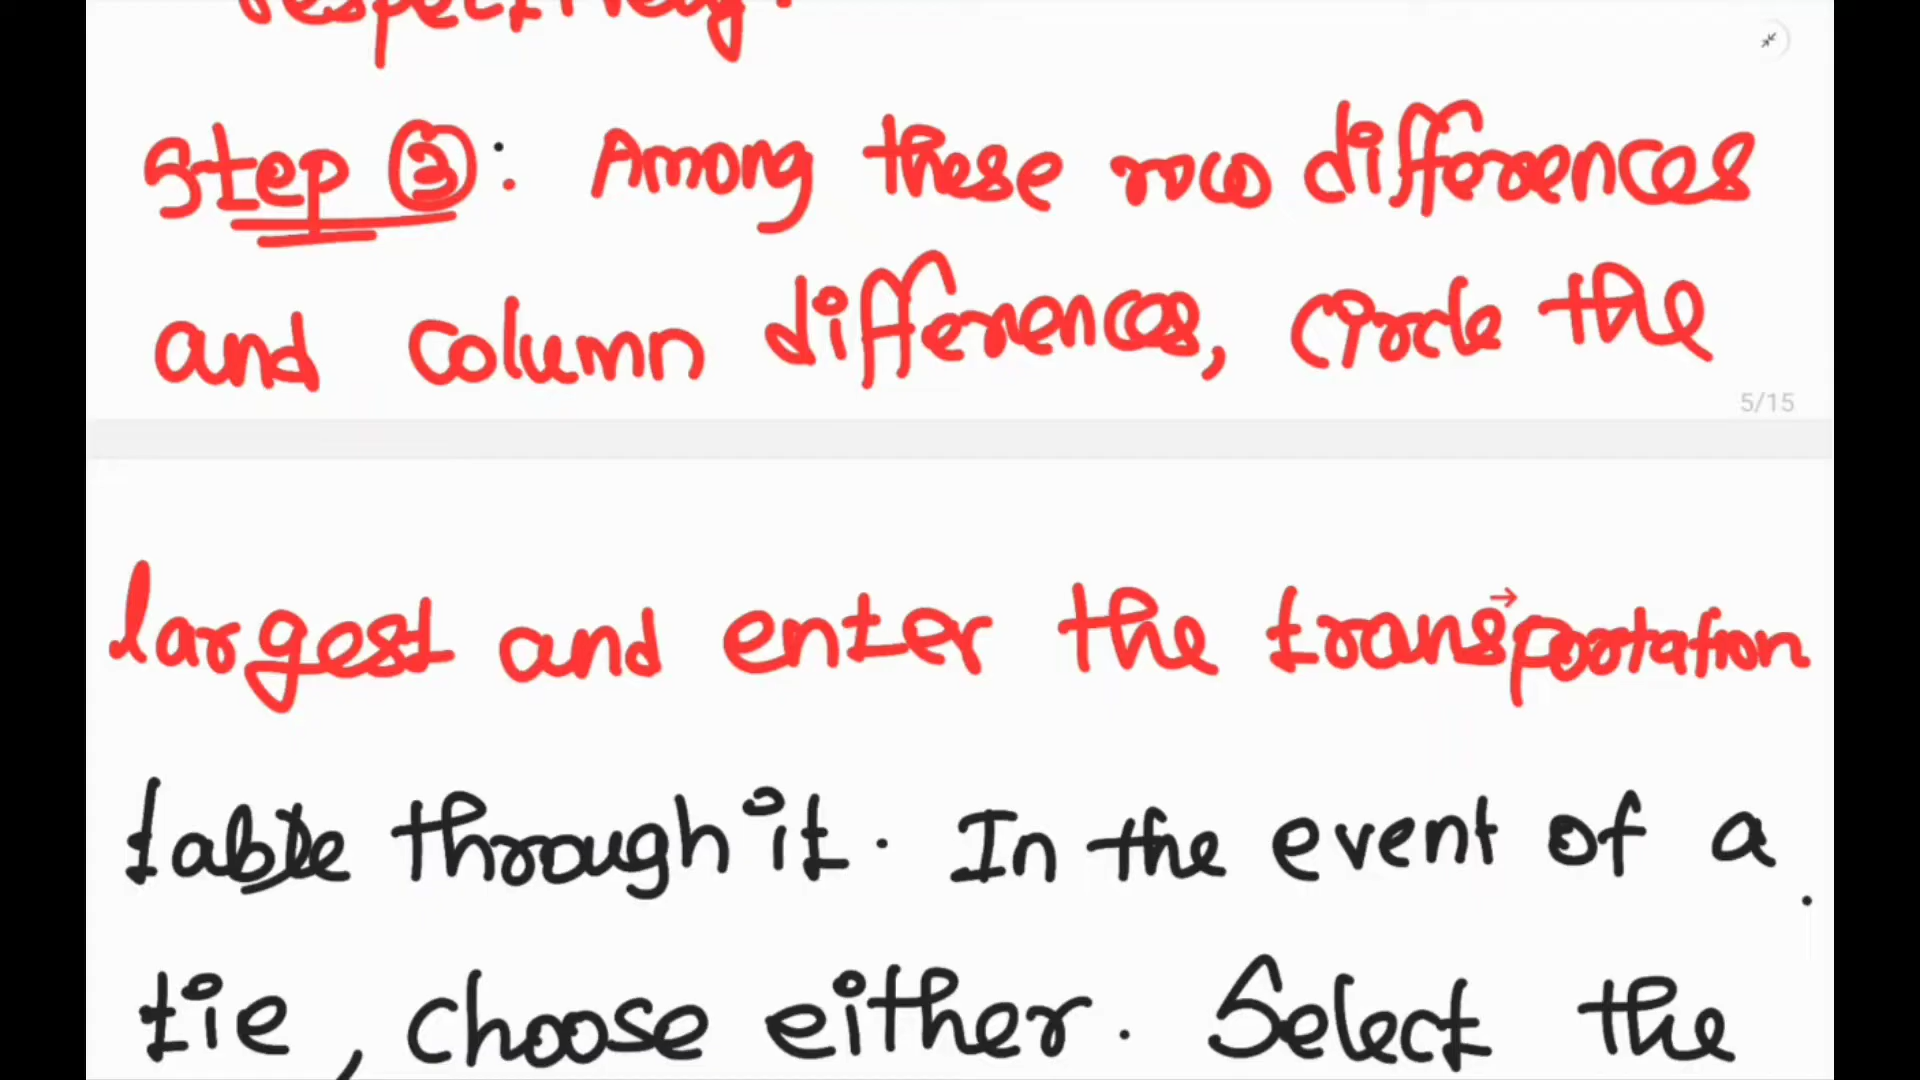 respectively.
Step ③: Among these row differences
and column differences, circle the
5/15
largest and enter the transportation
table through it. In the event of a
tie, choose either. Select the